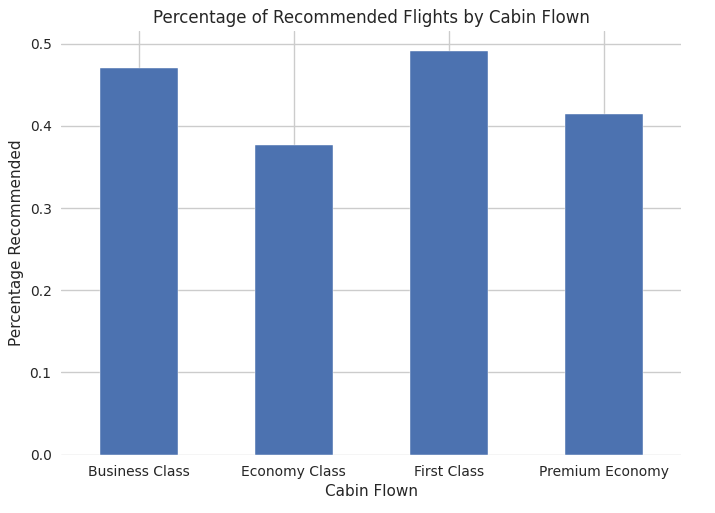 Percentage of Recommended Flights by Cabin Flown
Percentage Recommended
0.5
0.4
0.3
0.2
0.1
0.0
Business Class
Economy Class
First Class
Premium Economy
Cabin Flown